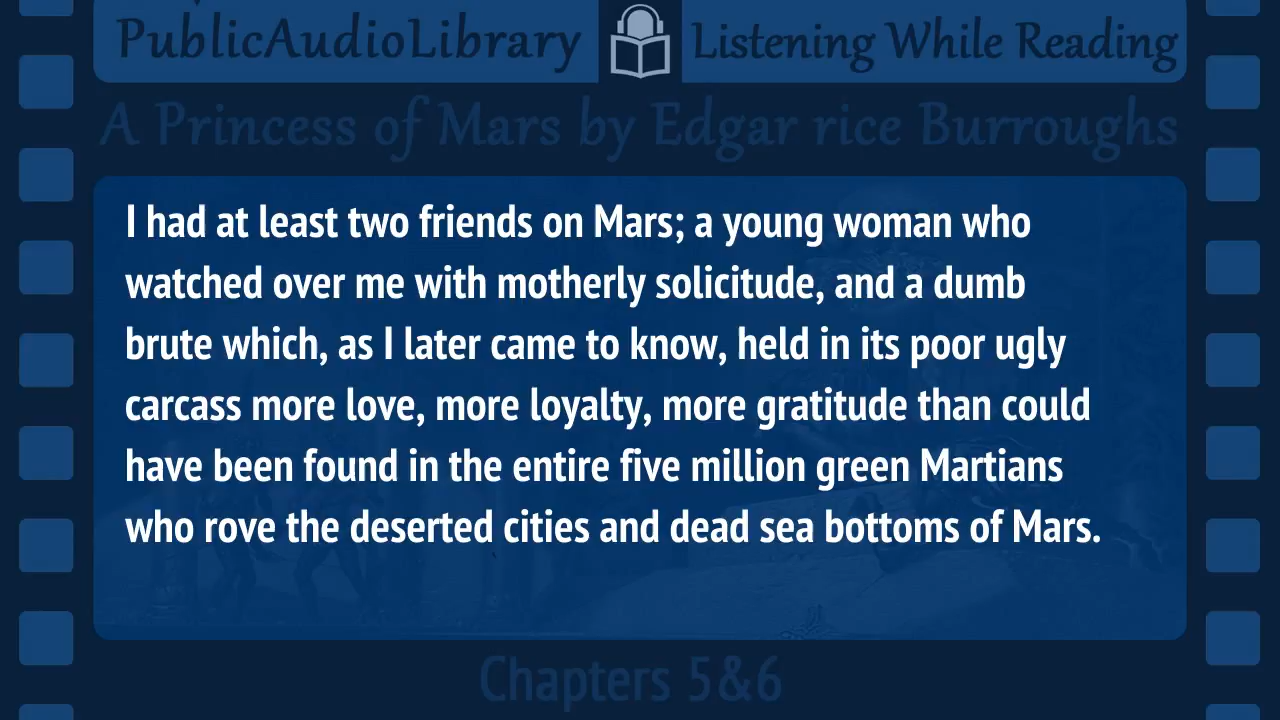 PublicAudioLibrary Listening While Reading
A Princess of Mars by Edgar rice Burroughs
I had at least two friends on Mars; a young woman who
watched over me with motherly solicitude, and a dumb
brute which, as I later came to know, held in its poor ugly
carcass more love, more loyalty, more gratitude than could
have been found in the entire five million green Martians
who rove the deserted cities and dead sea bottoms of Mars.
Chapters 5&6